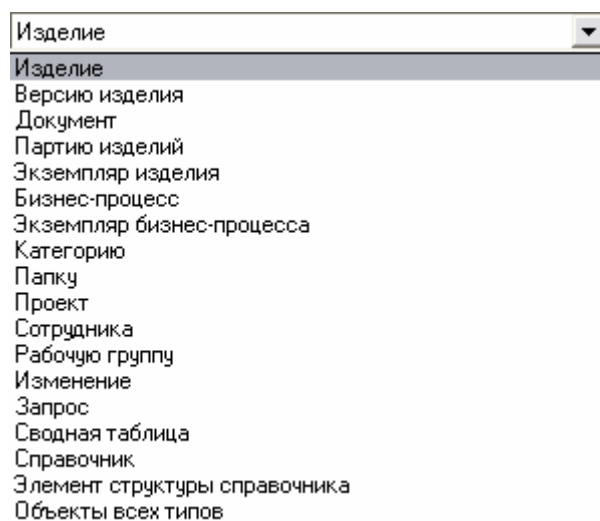 Изделие
Изделие
Версию изделия
Документ
Партию изделий
Экземпляр изделия
Бизнес-процесс
Экземпляр бизнес-процесса
Категорию
Папку
Проект
Сотрудника
Рабочую группу
Изменение
Запрос
Сводная таблица
Справочник
Элемент структуры справочника
Объекты всех типов